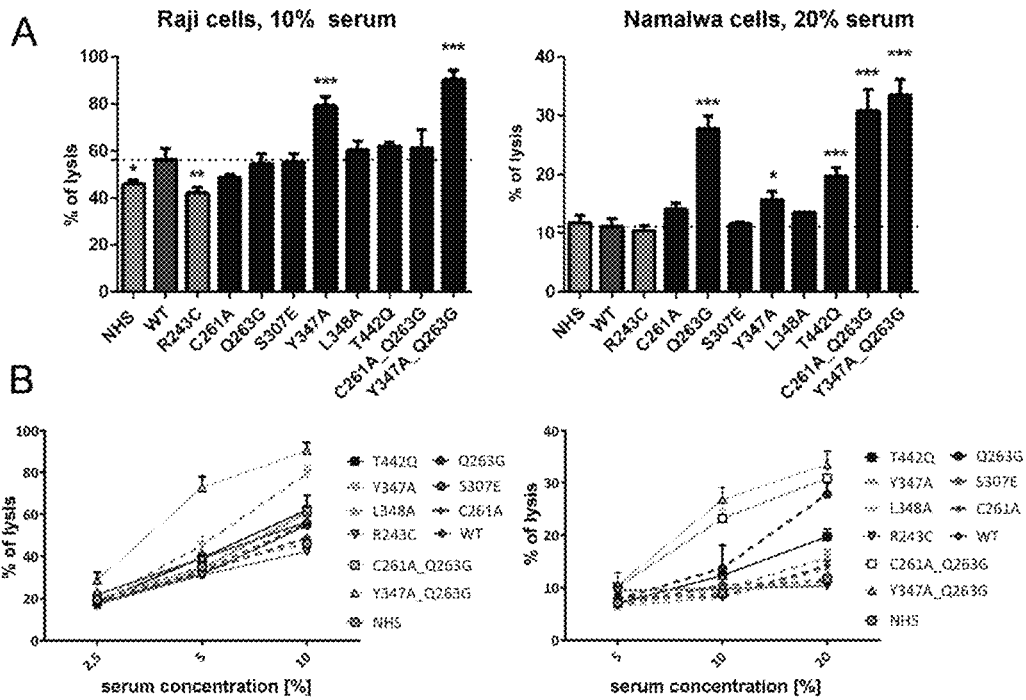 A
Raji cells, 10% serum
% of lysis
100
80
60
40
20
0
*
**
***
***
NHS
WT
R243C
C261A
Q263G
S307E
Y347A
L348A
T442Q
C261A_Q263G
Y347A_Q263G
Namalwa cells, 20% serum
% of lysis
40
30
20
10
0
***
*
***
***
***
NHS
WT
R243C
C261A
Q263G
S307E
Y347A
L348A
T442Q
C261A_Q263G
Y347A_Q263G
B
% of lysis
100
80
60
40
20
0
2.5
5
10
serum concentration [%]
T442Q Q263G
Y347A S307E
L348A C261A
R243C WT
C261A_Q263G
Y347A_Q263G
NHS
% of lysis
40
30
20
10
0
5
10
20
serum concentration [%]
T442Q Q263G
Y347A S307E
L348A C261A
R243C WT
C261A_Q263G
Y347A_Q263G
NHS